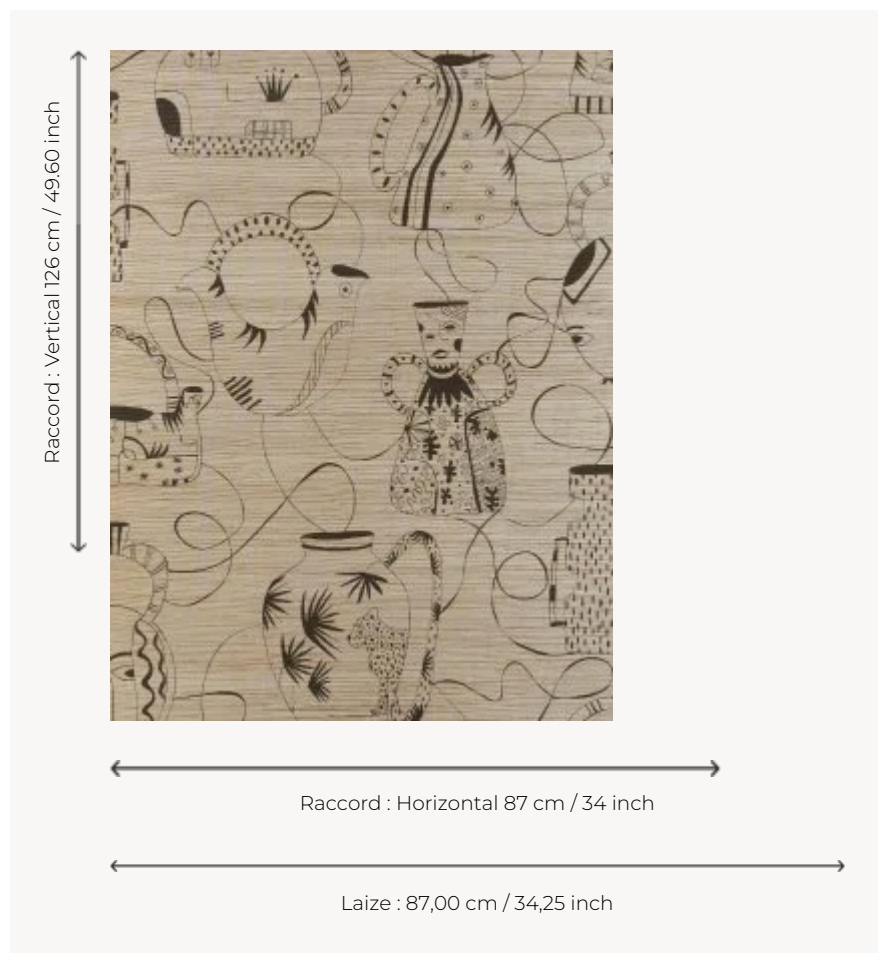 Raccord : Vertical 126 cm / 49.60 inch
Raccord : Horizontal 87 cm / 34 inch
Laize : 87,00 cm / 34,25 inch